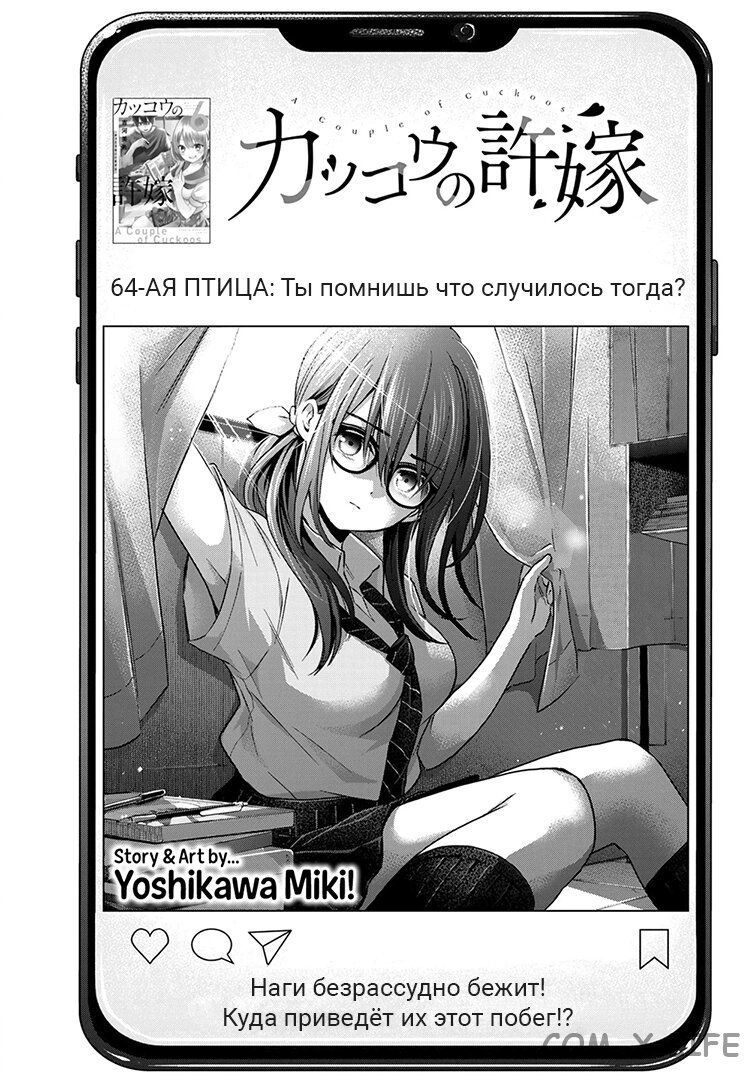 カッコウの
許嫁
A Couple
of Cuckoos
A Couple of Cuckoos
カッコウの許嫁
64-АЯ ПТИЦА: Ты помнишь что случилось тогда?
Story & Art by...
Yoshikawa Miki!
Наги безрассудно бежит!
Куда приведёт их этот побег!?
COM_X_LIFE